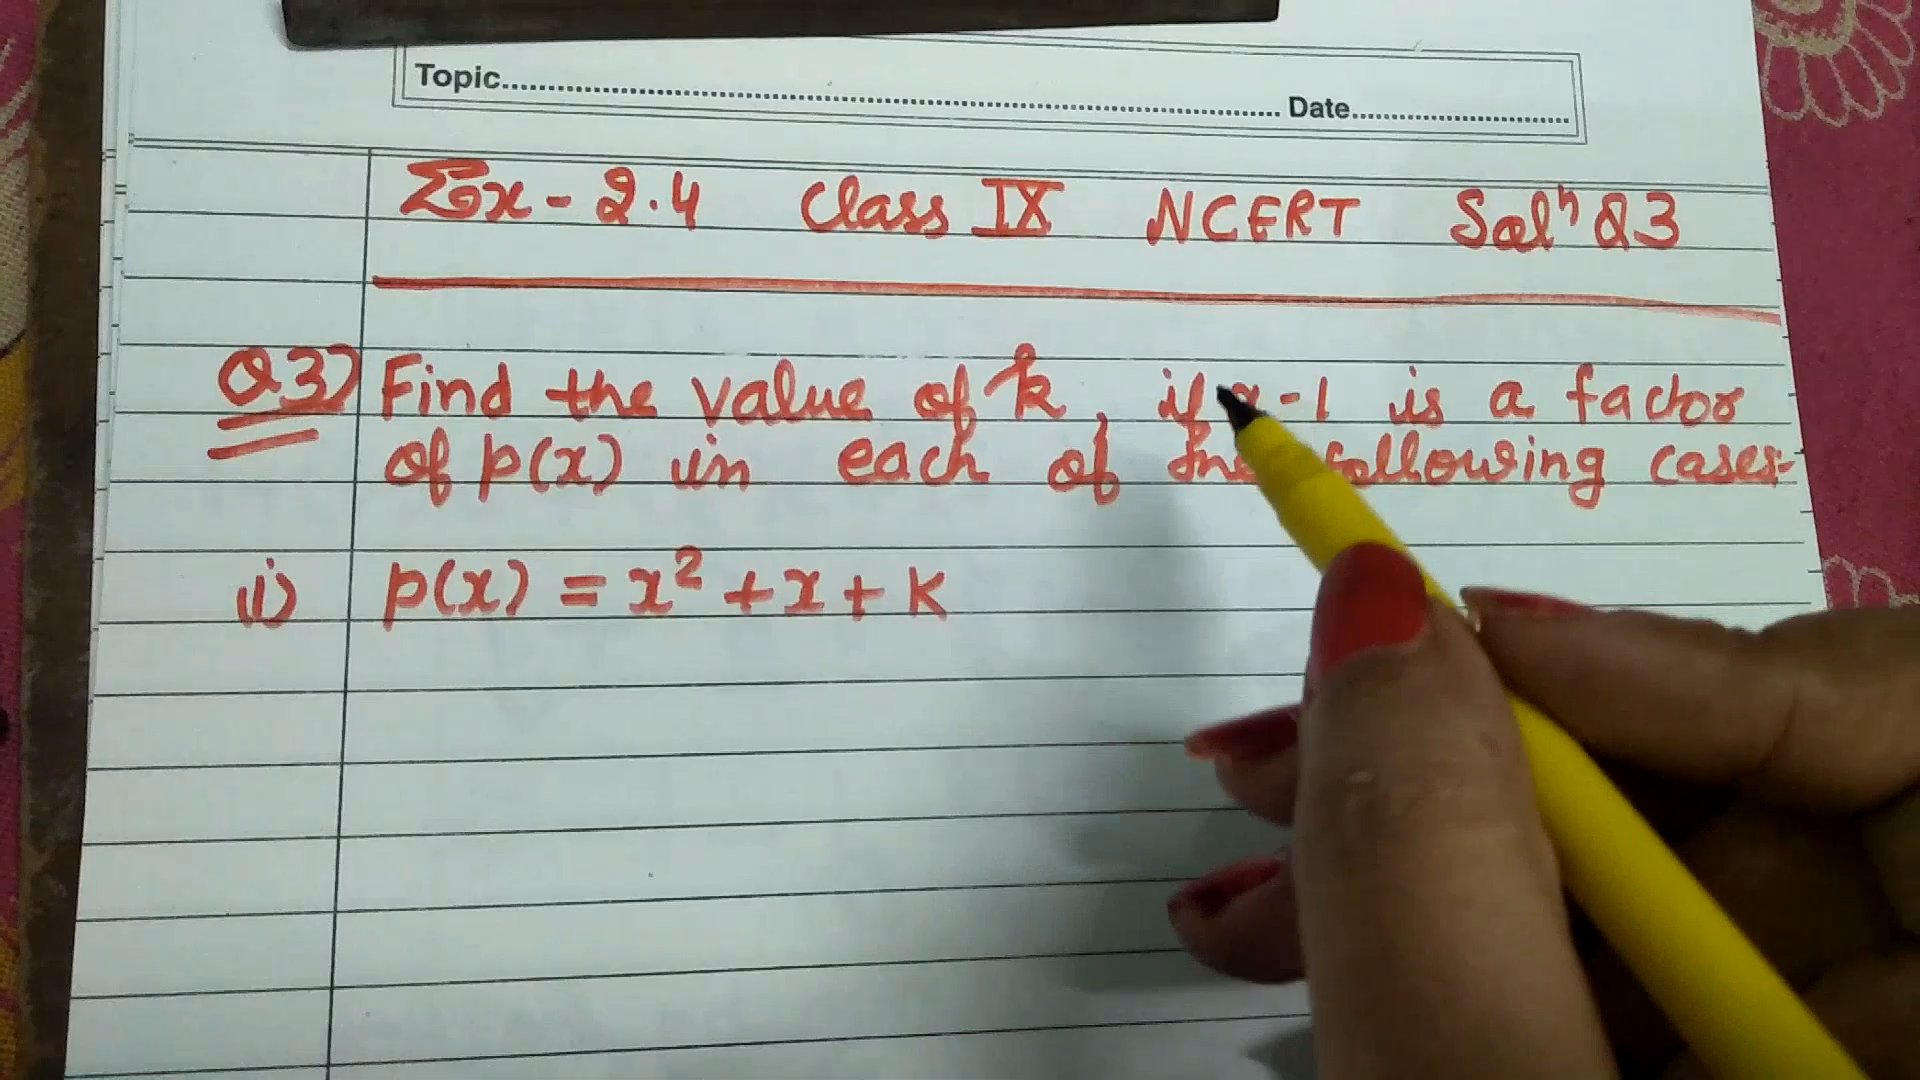 Topic.................... Date....................
Ex - 2.4 Class IX NCERT Solⁿ Q3
Q3) Find the value of k, if x-1 is a factor
of p(x) in each of the following cases-
i) p(x) = x² + x + k